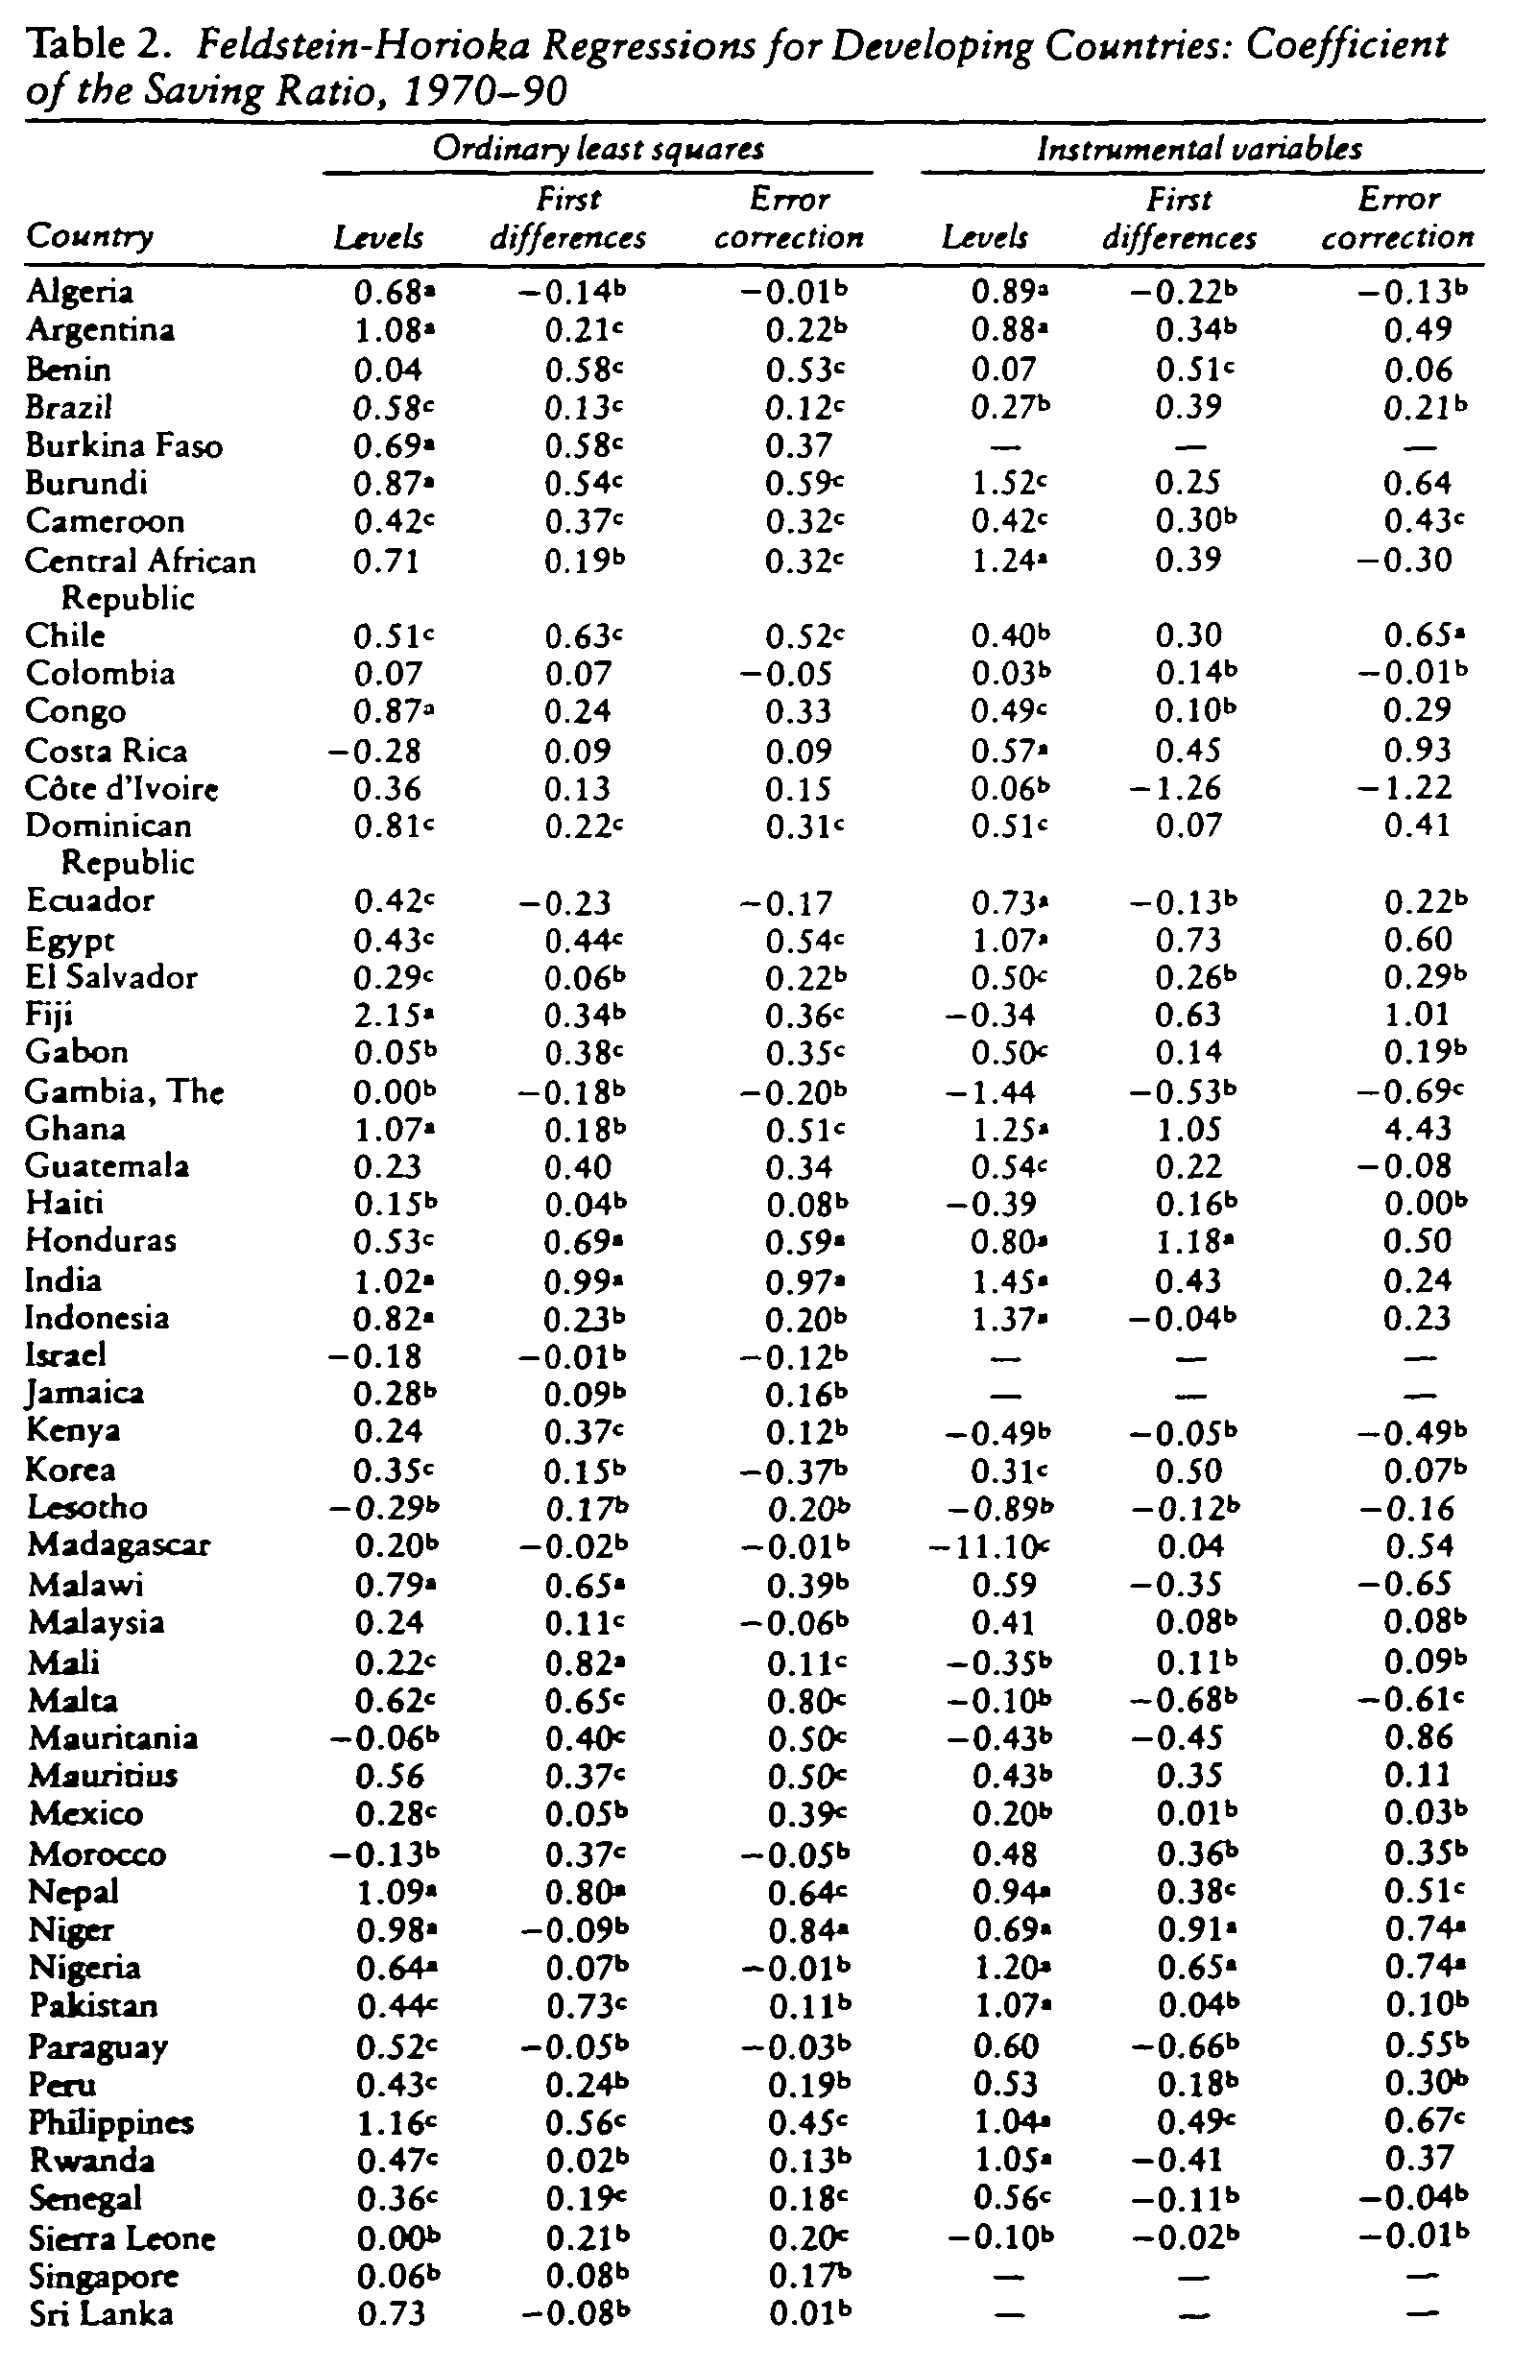 Table 2. Feldstein-Horioka Regressions for Developing Countries: Coefficient
of the Saving Ratio, 1970–90
Ordinary least squares Instrumental variables
First Error First Error
Country Levels differences correction Levels differences correction
Algeria 0.68ᵃ −0.14ᵇ −0.01ᵇ 0.89ᵃ −0.22ᵇ −0.13ᵇ
Argentina 1.08ᵃ 0.21ᶜ 0.22ᵇ 0.88ᵃ 0.34ᵇ 0.49
Benin 0.04 0.58ᶜ 0.53ᶜ 0.07 0.51ᶜ 0.06
Brazil 0.58ᶜ 0.13ᶜ 0.12ᶜ 0.27ᵇ 0.39 0.21ᵇ
Burkina Faso 0.69ᵃ 0.58ᶜ 0.37 — — —
Burundi 0.87ᵃ 0.54ᶜ 0.59ᶜ 1.52ᶜ 0.25 0.64
Cameroon 0.42ᶜ 0.37ᶜ 0.32ᶜ 0.42ᶜ 0.30ᵇ 0.43ᶜ
Central African 0.71 0.19ᵇ 0.32ᶜ 1.24ᵃ 0.39 −0.30
Republic
Chile 0.51ᶜ 0.63ᶜ 0.52ᶜ 0.40ᵇ 0.30 0.65ᵃ
Colombia 0.07 0.07 −0.05 0.03ᵇ 0.14ᵇ −0.01ᵇ
Congo 0.87ᵃ 0.24 0.33 0.49ᶜ 0.10ᵇ 0.29
Costa Rica −0.28 0.09 0.09 0.57ᵃ 0.45 0.93
Côte d'Ivoire 0.36 0.13 0.15 0.06ᵇ −1.26 −1.22
Dominican 0.81ᶜ 0.22ᶜ 0.31ᶜ 0.51ᶜ 0.07 0.41
Republic
Ecuador 0.42ᶜ −0.23 −0.17 0.73ᵃ −0.13ᵇ 0.22ᵇ
Egypt 0.43ᶜ 0.44ᶜ 0.54ᶜ 1.07ᵃ 0.73 0.60
El Salvador 0.29ᶜ 0.06ᵇ 0.22ᵇ 0.50ᶜ 0.26ᵇ 0.29ᵇ
Fiji 2.15ᵃ 0.34ᵇ 0.36ᶜ −0.34 0.63 1.01
Gabon 0.05ᵇ 0.38ᶜ 0.35ᶜ 0.50ᶜ 0.14 0.19ᵇ
Gambia, The 0.00ᵇ −0.18ᵇ −0.20ᵇ −1.44 −0.53ᵇ −0.69ᶜ
Ghana 1.07ᵃ 0.18ᵇ 0.51ᶜ 1.25ᵃ 1.05 4.43
Guatemala 0.23 0.40 0.34 0.54ᶜ 0.22 −0.08
Haiti 0.15ᵇ 0.04ᵇ 0.08ᵇ −0.39 0.16ᵇ 0.00ᵇ
Honduras 0.53ᶜ 0.69ᵃ 0.59ᵃ 0.80ᵃ 1.18ᵃ 0.50
India 1.02ᵃ 0.99ᵃ 0.97ᵃ 1.45ᵃ 0.43 0.24
Indonesia 0.82ᵃ 0.23ᵇ 0.20ᵇ 1.37ᵃ −0.04ᵇ 0.23
Israel −0.18 −0.01ᵇ −0.12ᵇ — — —
Jamaica 0.28ᵇ 0.09ᵇ 0.16ᵇ — — —
Kenya 0.24 0.37ᶜ 0.12ᵇ −0.49ᵇ −0.05ᵇ −0.49ᵇ
Korea 0.35ᶜ 0.15ᵇ −0.37ᵇ 0.31ᶜ 0.50 0.07ᵇ
Lesotho −0.29ᵇ 0.17ᵇ 0.20ᵇ −0.89ᵇ −0.12ᵇ −0.16
Madagascar 0.20ᵇ −0.02ᵇ −0.01ᵇ −11.10ᶜ 0.04 0.54
Malawi 0.79ᵃ 0.65ᵃ 0.39ᵇ 0.59 −0.35 −0.65
Malaysia 0.24 0.11ᶜ −0.06ᵇ 0.41 0.08ᵇ 0.08ᵇ
Mali 0.22ᶜ 0.82ᵃ 0.11ᶜ −0.35ᵇ 0.11ᵇ 0.09ᵇ
Malta 0.62ᶜ 0.65ᶜ 0.80ᶜ −0.10ᵇ −0.68ᵇ −0.61ᶜ
Mauritania −0.06ᵇ 0.40ᶜ 0.50ᶜ −0.43ᵇ −0.45 0.86
Mauritius 0.56 0.37ᶜ 0.50ᶜ 0.43ᵇ 0.35 0.11
Mexico 0.28ᶜ 0.05ᵇ 0.39ᶜ 0.20ᵇ 0.01ᵇ 0.03ᵇ
Morocco −0.13ᵇ 0.37ᶜ −0.05ᵇ 0.48 0.36ᵇ 0.35ᵇ
Nepal 1.09ᵃ 0.80ᵃ 0.64ᶜ 0.94ᵃ 0.38ᶜ 0.51ᶜ
Niger 0.98ᵃ −0.09ᵇ 0.84ᵃ 0.69ᵃ 0.91ᵃ 0.74ᵃ
Nigeria 0.64ᵃ 0.07ᵇ −0.01ᵇ 1.20ᵃ 0.65ᵃ 0.74ᵃ
Pakistan 0.44ᶜ 0.73ᶜ 0.11ᵇ 1.07ᵃ 0.04ᵇ 0.10ᵇ
Paraguay 0.52ᶜ −0.05ᵇ −0.03ᵇ 0.60 −0.66ᵇ 0.55ᵇ
Peru 0.43ᶜ 0.24ᵇ 0.19ᵇ 0.53 0.18ᵇ 0.30ᵇ
Philippines 1.16ᶜ 0.56ᶜ 0.45ᶜ 1.04ᵃ 0.49ᶜ 0.67ᶜ
Rwanda 0.47ᶜ 0.02ᵇ 0.13ᵇ 1.05ᵃ −0.41 0.37
Senegal 0.36ᶜ 0.19ᶜ 0.18ᶜ 0.56ᶜ −0.11ᵇ −0.04ᵇ
Sierra Leone 0.00ᵇ 0.21ᵇ 0.20ᶜ −0.10ᵇ −0.02ᵇ −0.01ᵇ
Singapore 0.06ᵇ 0.08ᵇ 0.17ᵇ — — —
Sri Lanka 0.73 −0.08ᵇ 0.01ᵇ — — —